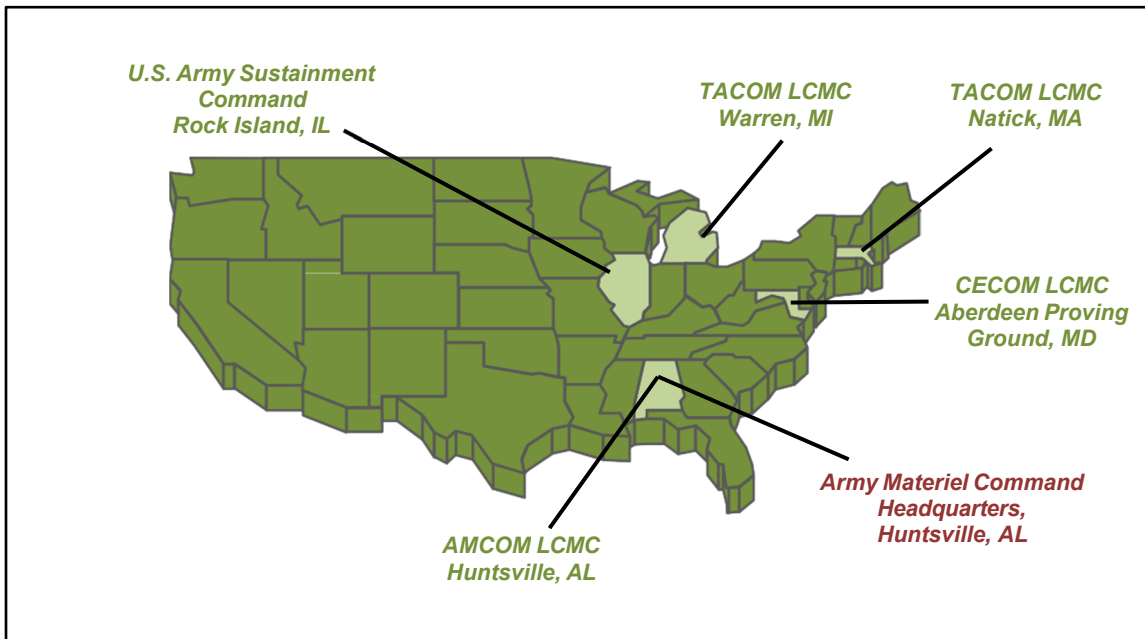 U.S. Army Sustainment
Command
Rock Island, IL
TACOM LCMC
Warren, MI
TACOM LCMC
Natick, MA
CECOM LCMC
Aberdeen Proving
Ground, MD
Army Materiel Command
Headquarters,
Huntsville, AL
AMCOM LCMC
Huntsville, AL